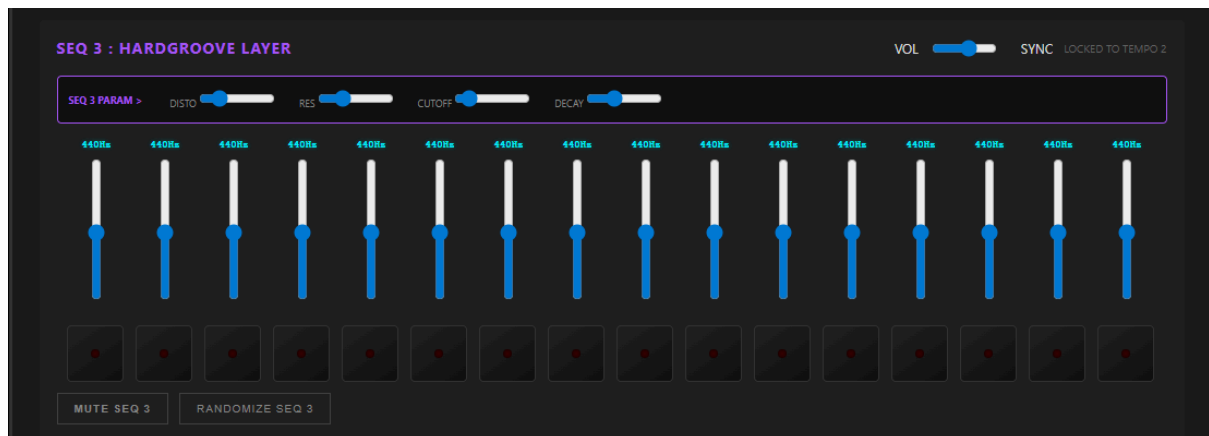 SEQ 3 : HARDGROOVE LAYER VOL SYNC LOCKED TO TEMPO 2
SEQ 3 PARAM > DISTO RES CUTOFF DECAY
440Hz 440Hz 440Hz 440Hz 440Hz 440Hz 440Hz 440Hz 440Hz 440Hz 440Hz 440Hz 440Hz 440Hz 440Hz 440Hz
MUTE SEQ 3 RANDOMIZE SEQ 3